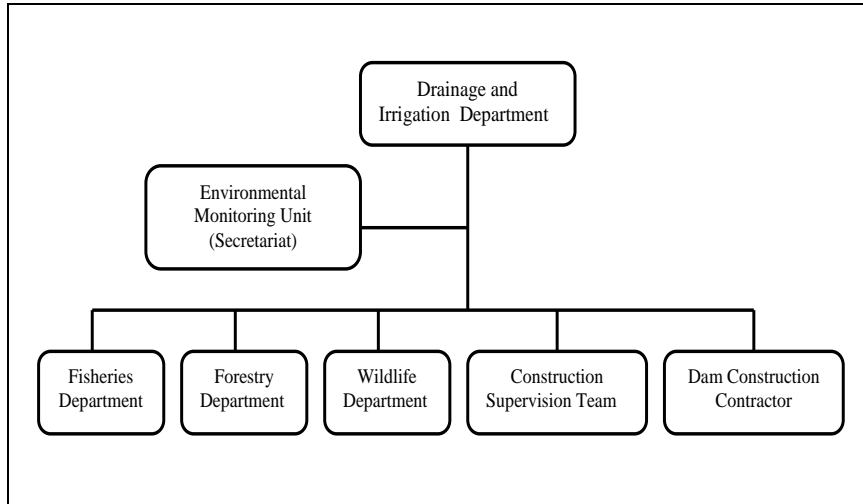 Drainage and
Irrigation Department
Environmental
Monitoring Unit
(Secretariat)
Fisheries
Department
Forestry
Department
Wildlife
Department
Construction
Supervision Team
Dam Construction
Contractor